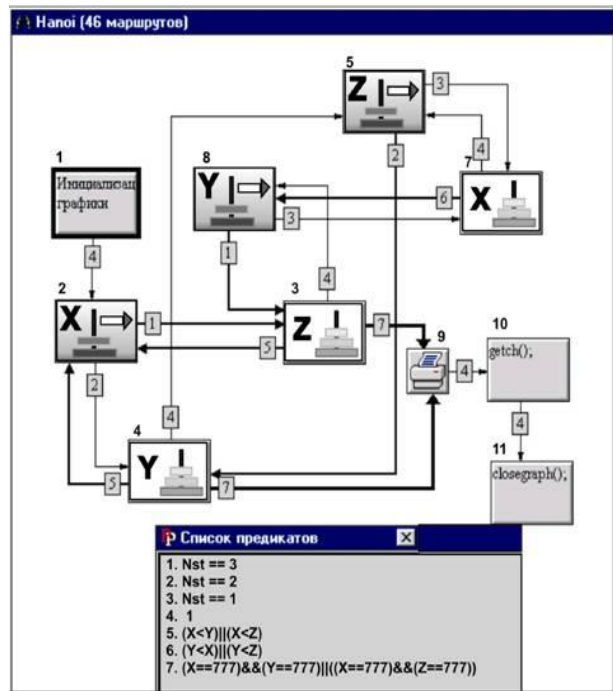 Hanoi (46 маршрутов)
5
Z
3
2
1
Инициализац
графики
4
8
Y
3
1
7
4
X
6
2
X
1
2
3
4
Z
5
7
9
4
10
getch();
4
11
closegraph();
4
4
Y
5
7
Список предикатов
1. Nst == 3
2. Nst == 2
3. Nst == 1
4. 1
5. (X<Y)||(X<Z)
6. (Y<X)||(Y<Z)
7. (X==777)&&(Y==777)||((X==777)&&(Z==777))